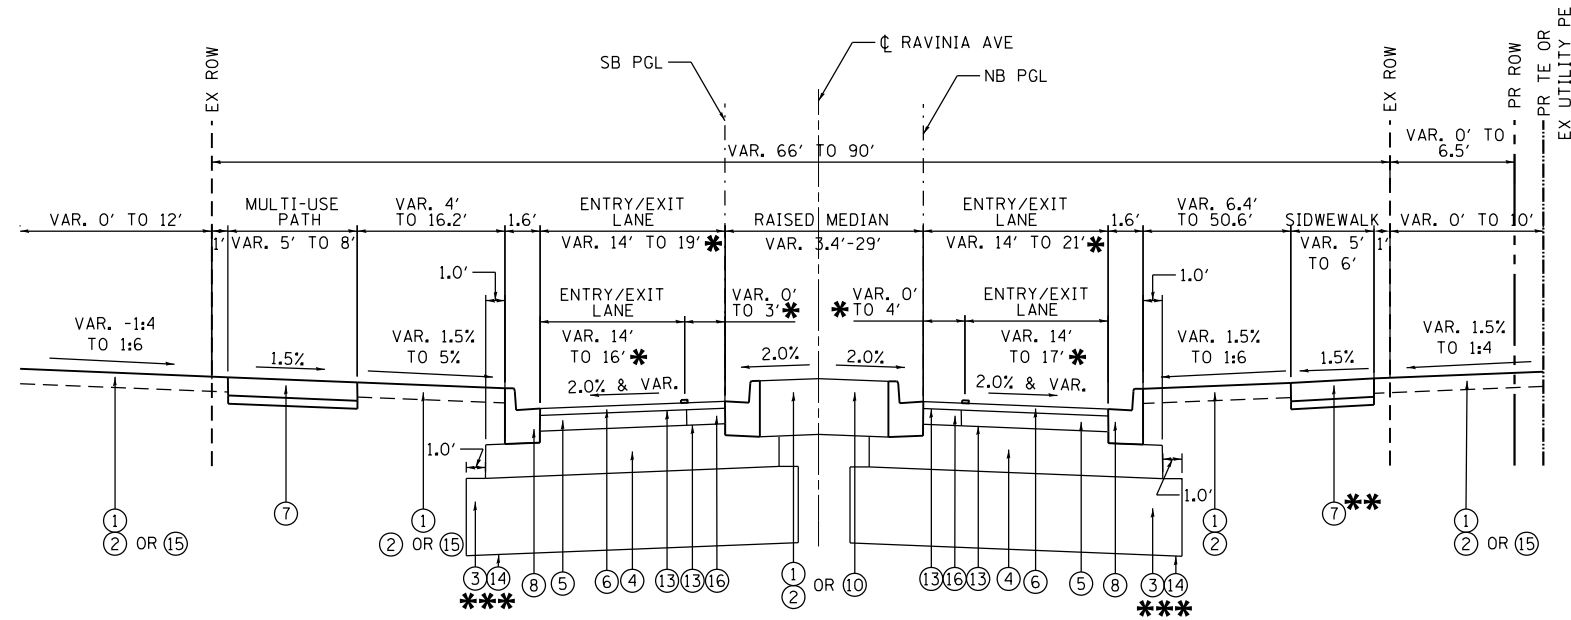 EX ROW
SB PGL
℄ RAVINIA AVE
NB PGL
EX ROW
PR ROW
PR TE OR
EX UTILITY PE
VAR. 66' TO 90'
VAR. 0' TO
6.5'
VAR. 0' TO 12'
1'
MULTI-USE
PATH
VAR. 5' TO 8'
VAR. 4'
TO 16.2'
1.6'
ENTRY/EXIT
LANE
VAR. 14' TO 19' *
RAISED MEDIAN
VAR. 3.4'-29'
ENTRY/EXIT
LANE
VAR. 14' TO 21' *
1.6'
VAR. 6.4'
TO 50.6'
SIDWEWALK
VAR. 5'
TO 6'
1'
VAR. 0' TO 10'
1.0'
ENTRY/EXIT
LANE
VAR. 14'
TO 16' *
VAR. 0'
TO 3' *
* VAR. 0'
TO 4'
ENTRY/EXIT
LANE
VAR. 14'
TO 17' *
1.0'
VAR. -1:4
TO 1:6
1.5%
VAR. 1.5%
TO 5%
2.0% & VAR.
2.0%
2.0%
2.0% & VAR.
VAR. 1.5%
TO 1:6
1.5%
VAR. 1.5%
TO 1:4
1.0'
1.0'
1
2 OR 15
7
1
2 OR 15
3 14
***
8
5
6
4
13
13
16
1
2 OR 10
13
16
13
4
6
5
8
3 14
***
1
2
7 **
1
2 OR 15